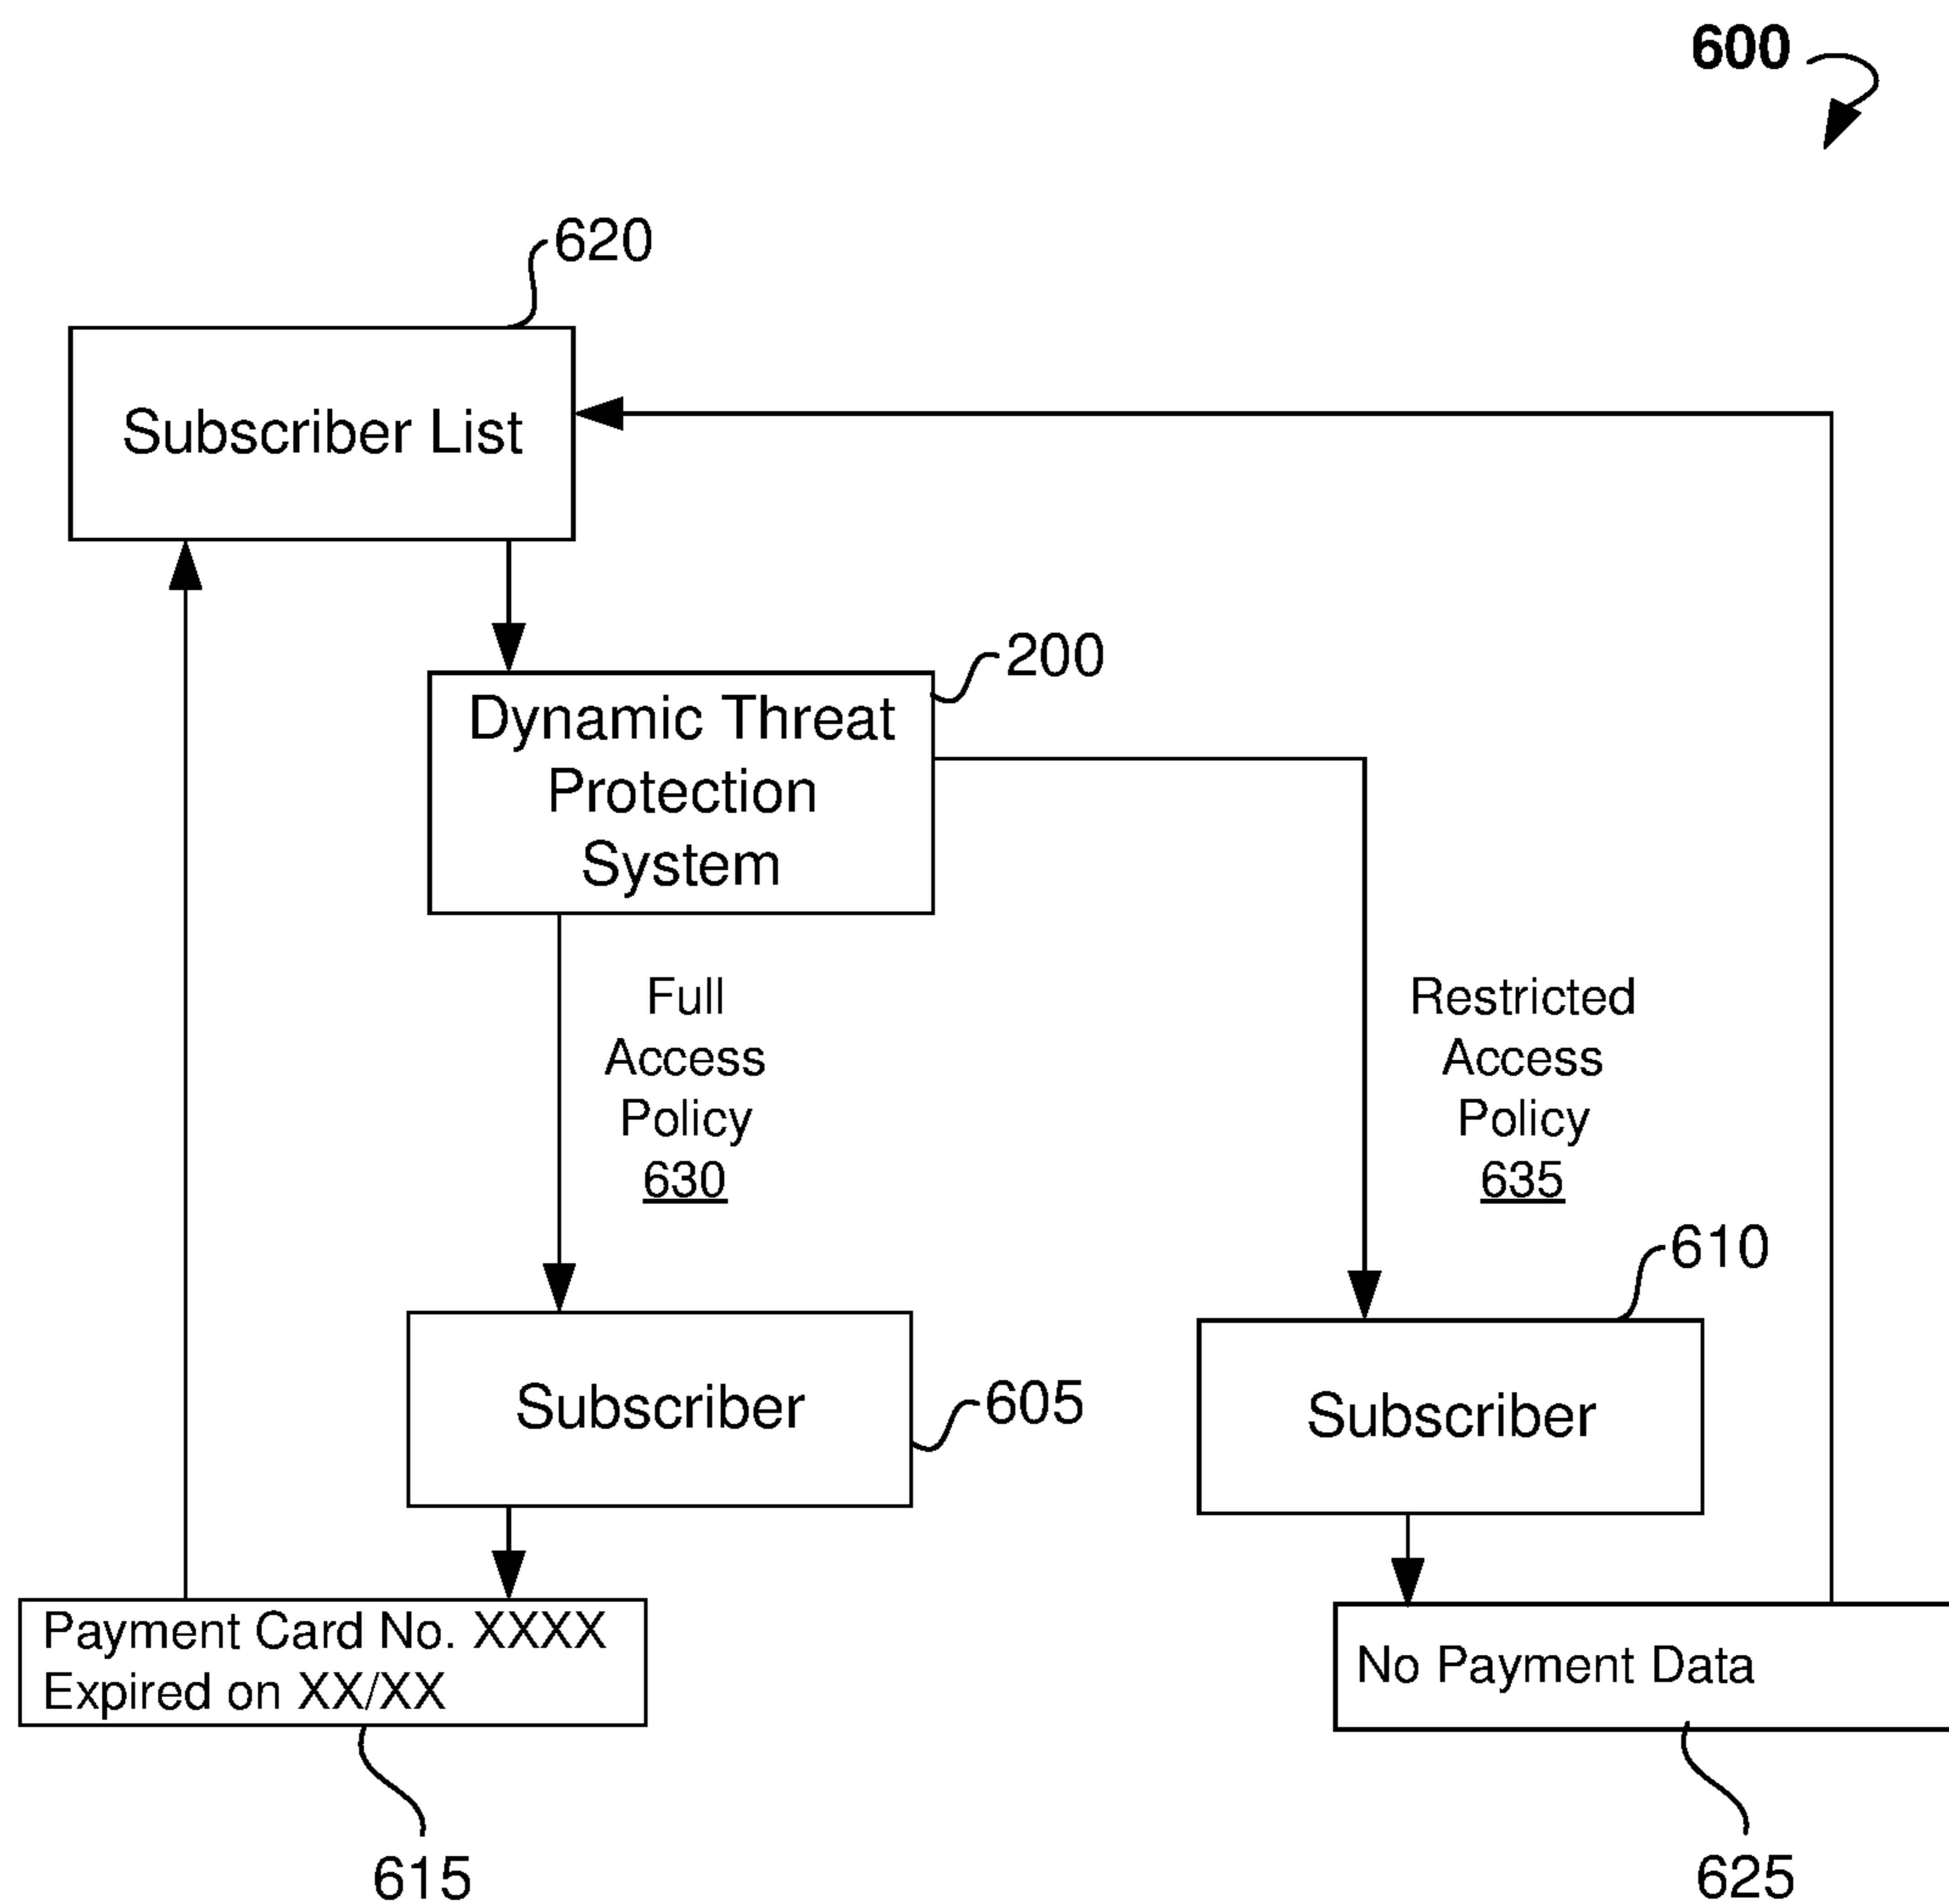 600
620
Subscriber List
200
Dynamic Threat
Protection
System
Full
Access
Policy
630
Restricted
Access
Policy
635
610
Subscriber
605
Subscriber
Payment Card No. XXXX
Expired on XX/XX
No Payment Data
615
625